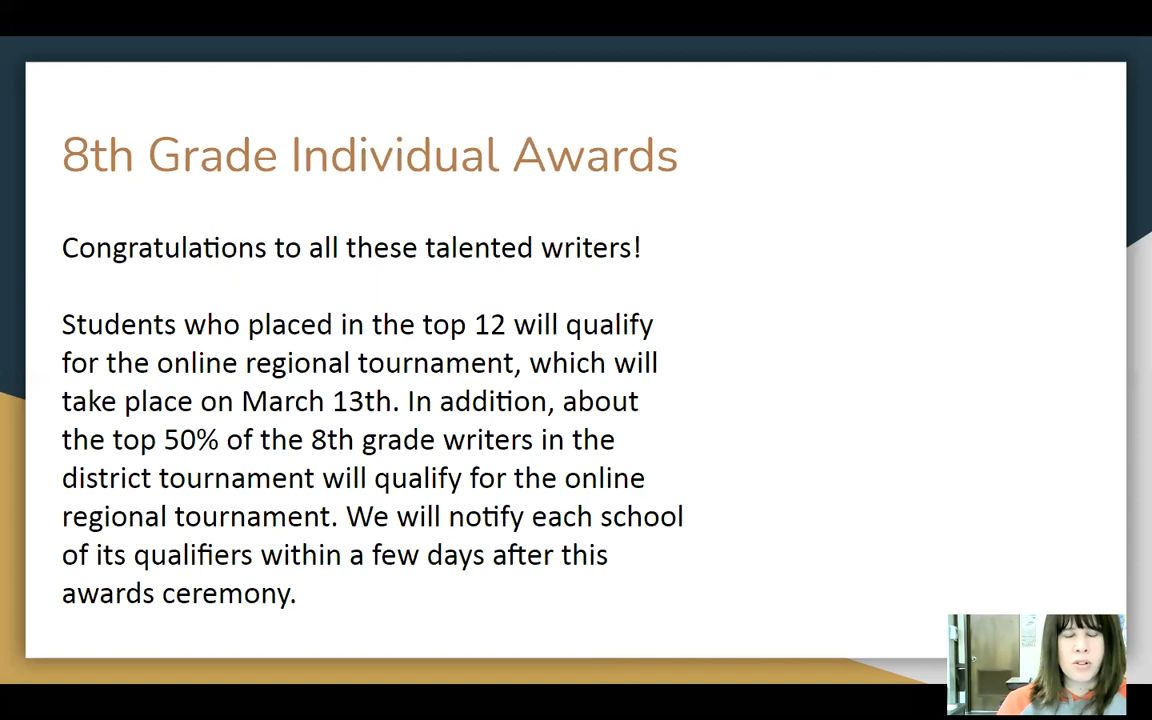 8th Grade Individual Awards
Congratulations to all these talented writers!
Students who placed in the top 12 will qualify
for the online regional tournament, which will
take place on March 13th. In addition, about
the top 50% of the 8th grade writers in the
district tournament will qualify for the online
regional tournament. We will notify each school
of its qualifiers within a few days after this
awards ceremony.